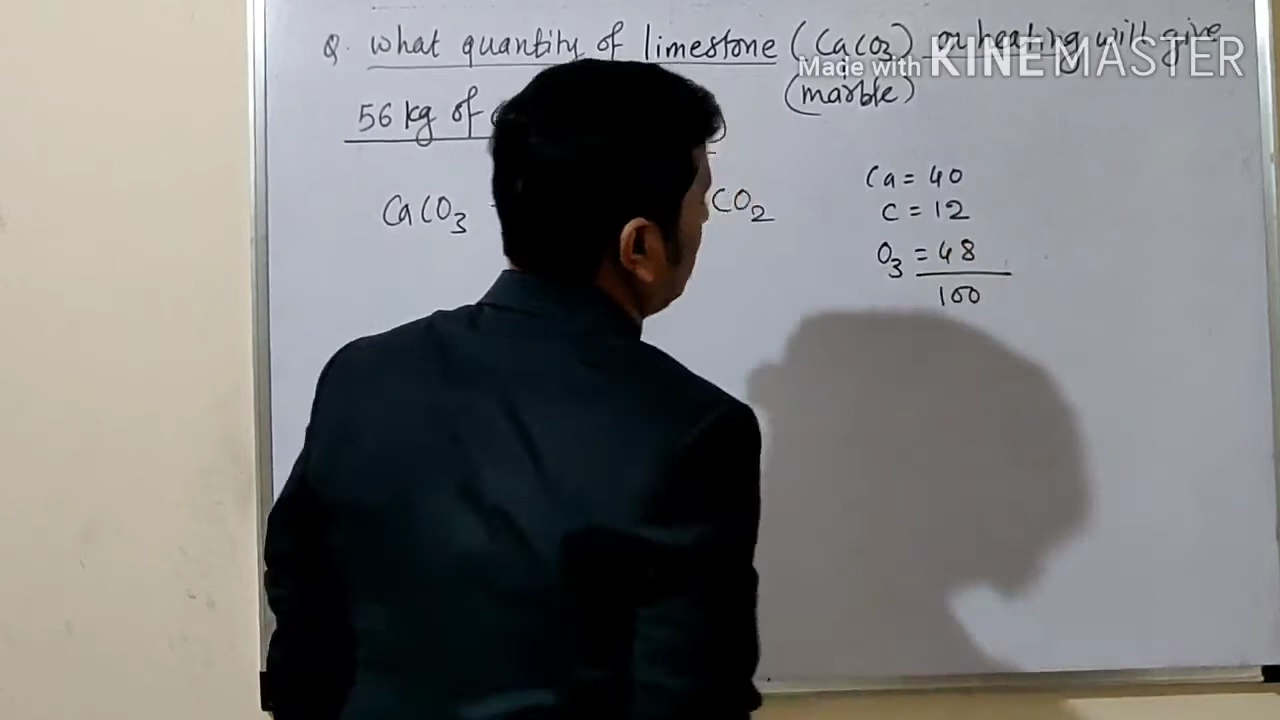 Q. What quantity of limestone (CaCO3) on heating will give
Made with KINEMASTER
(marble)
56 kg of
CaCO3 CO2
Ca = 40
C = 12
O3 = 48
100